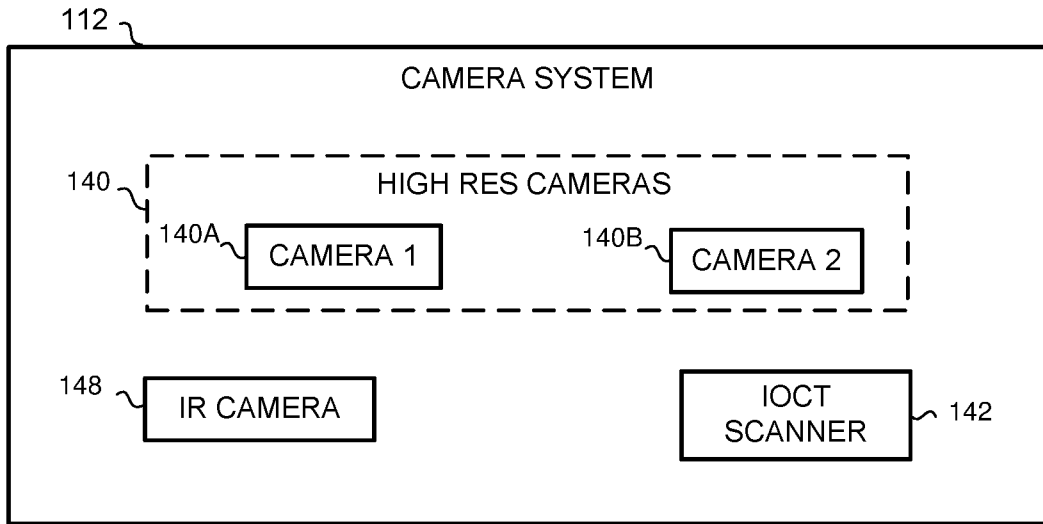 112
CAMERA SYSTEM
140
HIGH RES CAMERAS
140A
CAMERA 1
140B
CAMERA 2
148
IR CAMERA
IOCT
SCANNER
142